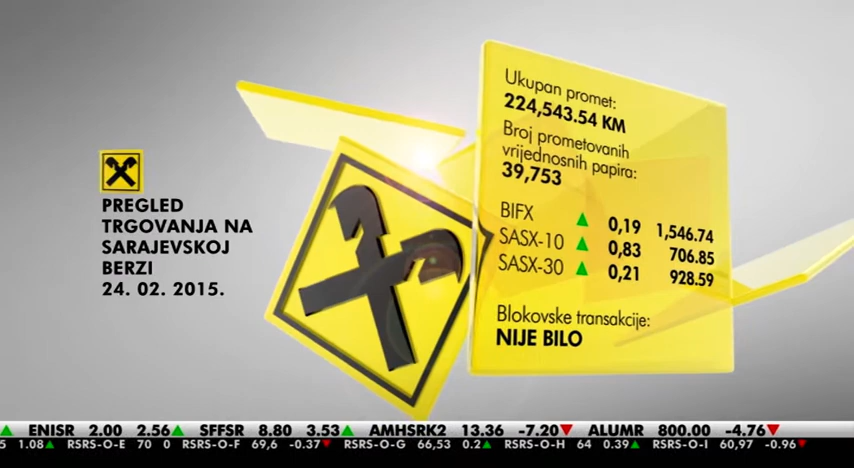 PREGLED
TRGOVANJA NA
SARAJEVSKOJ
BERZI
24. 02. 2015.
Ukupan promet:
224,543.54 KM
Broj prometovanih
vrijednosnih papira:
39,753
BIFX ▲ 0,19 1,546.74
SASX-10 ▲ 0,83 706.85
SASX-30 ▲ 0,21 928.59
Blokovske transakcije:
NIJE BILO
▲ ENISR 2.00 2.56▲ SFFSR 8.80 3.53▲ AMHSRK2 13.36 -7.20▼ ALUMR 800.00 -4.76▼
5 1.08▲ RSRS-O-E 70 0 RSRS-O-F 69,6 -0.37▼ RSRS-O-G 66,53 0.2▲ RSRS-O-H 64 0.39▲ RSRS-O-I 60,97 -0.96▼